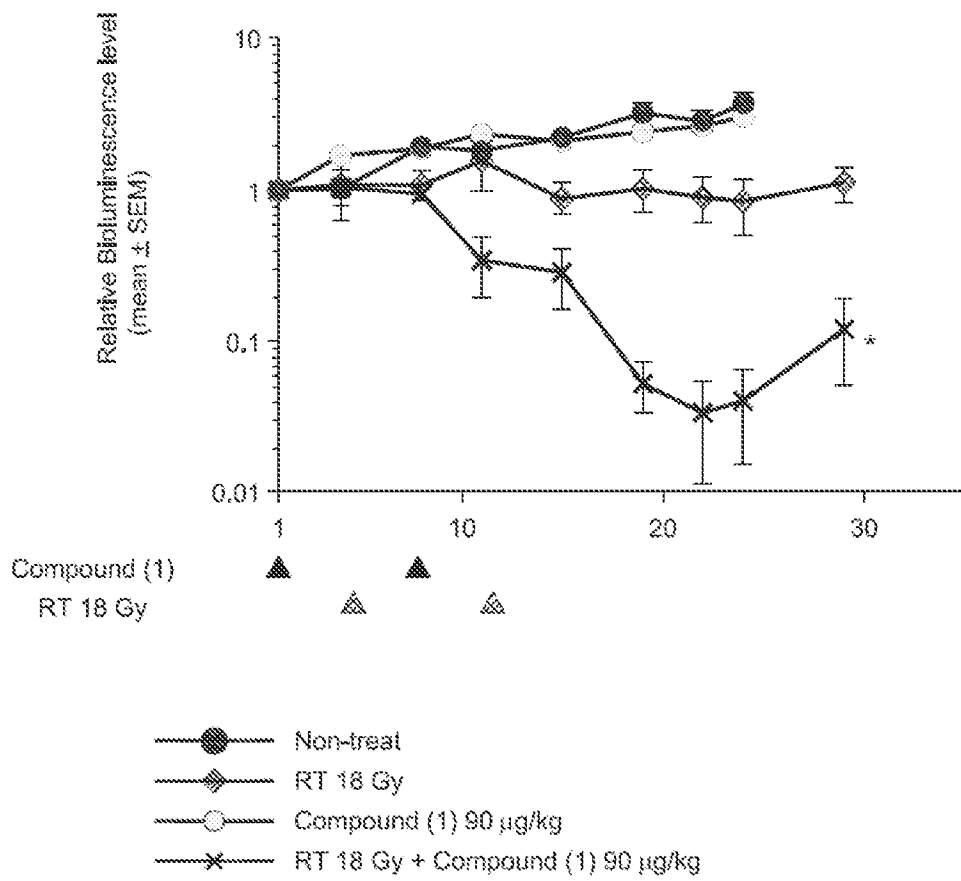 Relative Bioluminescence level
(mean ± SEM)
10
1
0.1
0.01
*
1 10 20 30
Compound (1)
RT 18 Gy
Non-treat
RT 18 Gy
Compound (1) 90 μg/kg
RT 18 Gy + Compound (1) 90 μg/kg